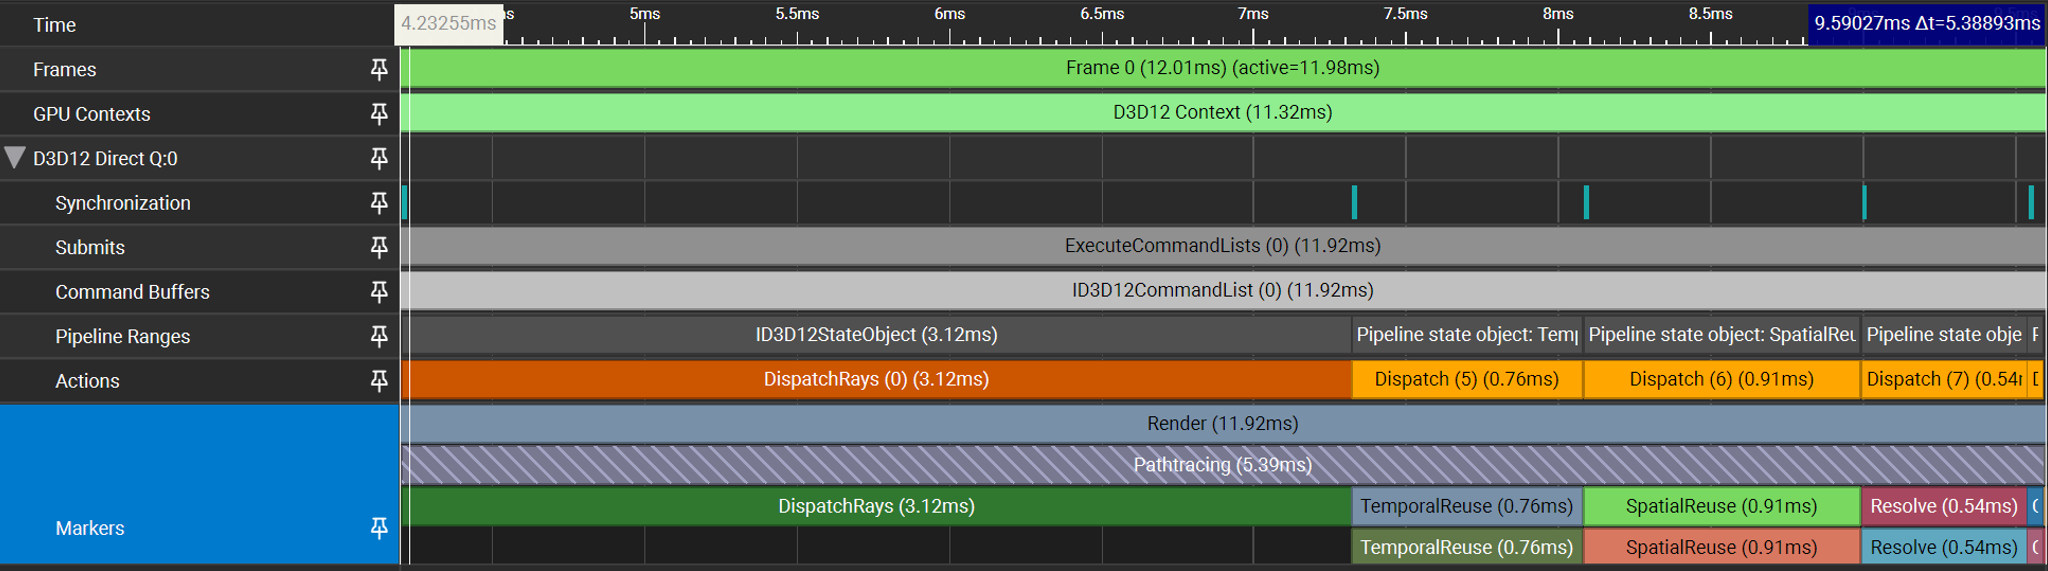 Time 4.23255ms 5ms 5.5ms 6ms 6.5ms 7ms 7.5ms 8ms 8.5ms 9.59027ms Δt=5.38893ms
Frames Frame 0 (12.01ms) (active=11.98ms)
GPU Contexts D3D12 Context (11.32ms)
D3D12 Direct Q:0
Synchronization
Submits ExecuteCommandLists (0) (11.92ms)
Command Buffers ID3D12CommandList (0) (11.92ms)
Pipeline Ranges ID3D12StateObject (3.12ms) Pipeline state object: Temp Pipeline state object: SpatialReu Pipeline state obje
Actions DispatchRays (0) (3.12ms) Dispatch (5) (0.76ms) Dispatch (6) (0.91ms) Dispatch (7) (0.54
Render (11.92ms)
Pathtracing (5.39ms)
DispatchRays (3.12ms) TemporalReuse (0.76ms) SpatialReuse (0.91ms) Resolve (0.54ms)
Markers
TemporalReuse (0.76ms) SpatialReuse (0.91ms) Resolve (0.54ms)